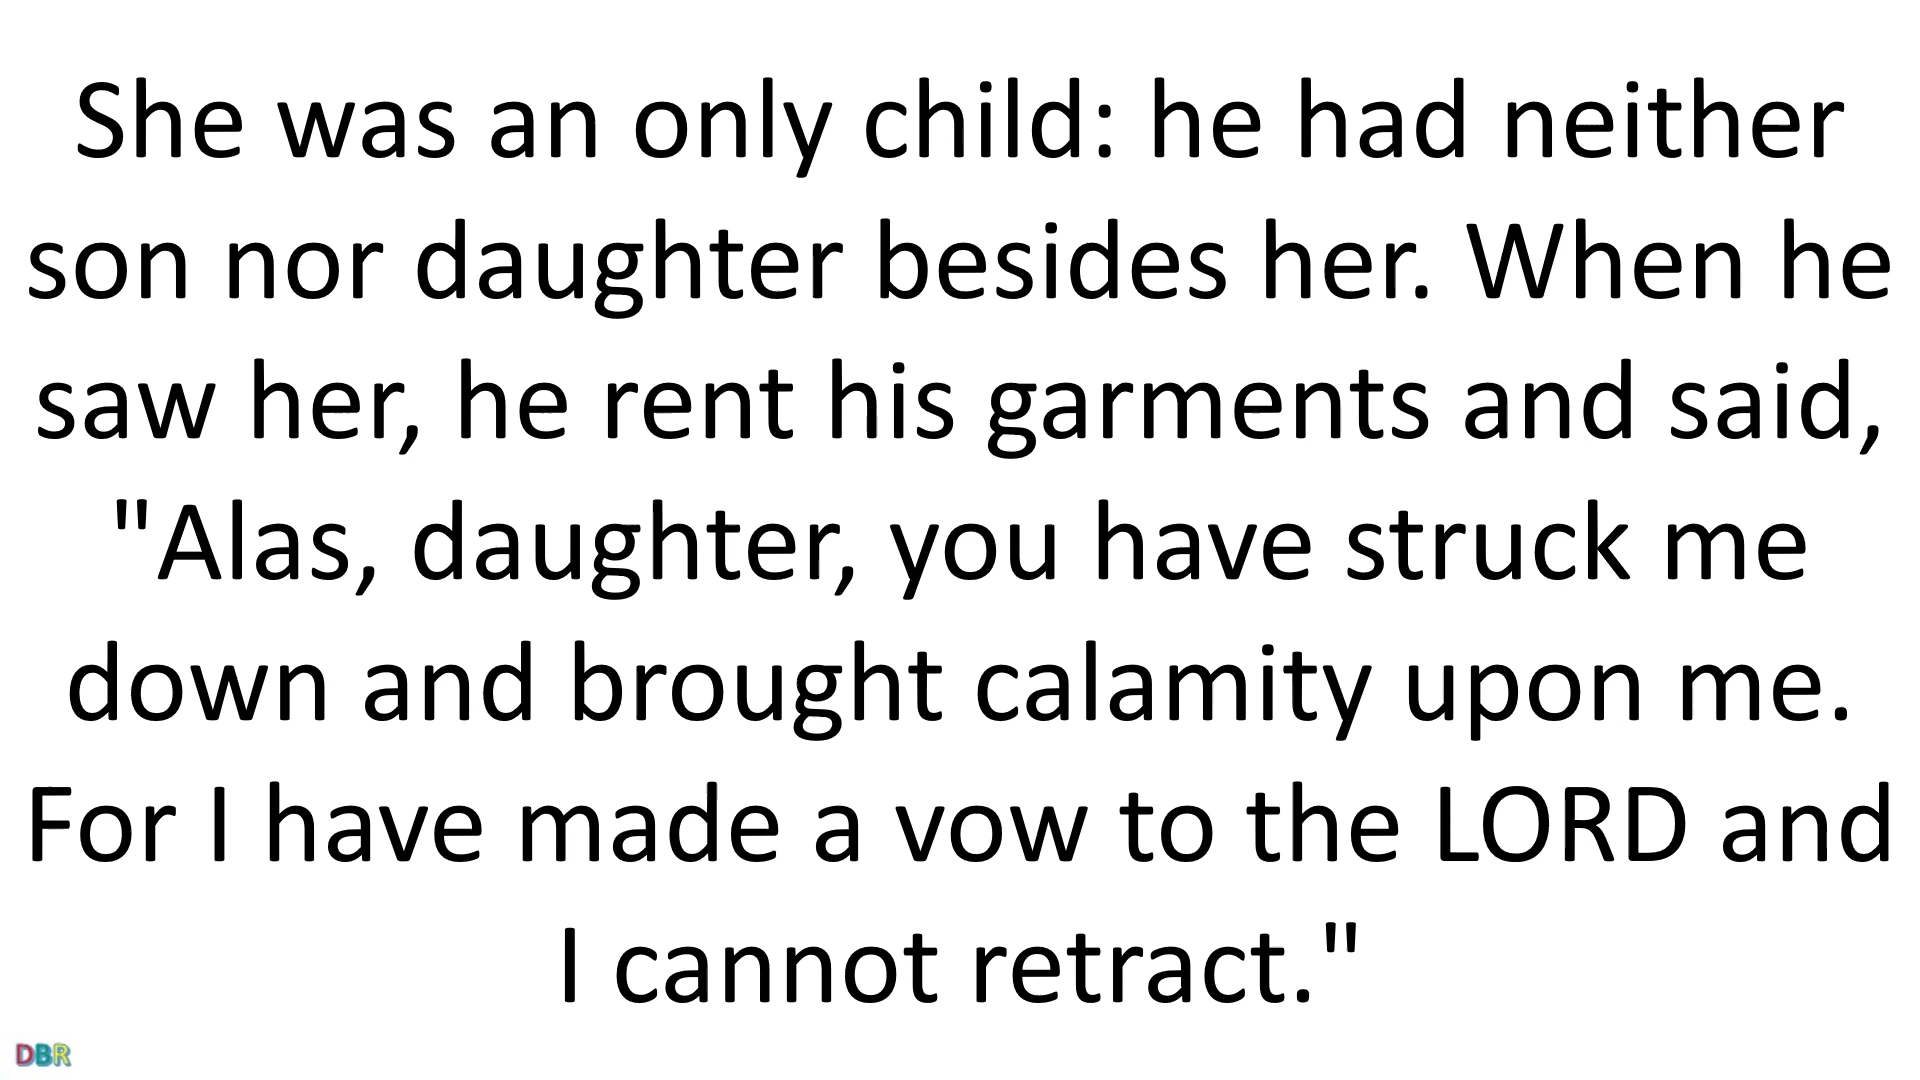 She was an only child: he had neither
son nor daughter besides her. When he
saw her, he rent his garments and said,
"Alas, daughter, you have struck me
down and brought calamity upon me.
For I have made a vow to the LORD and
I cannot retract."
DBR